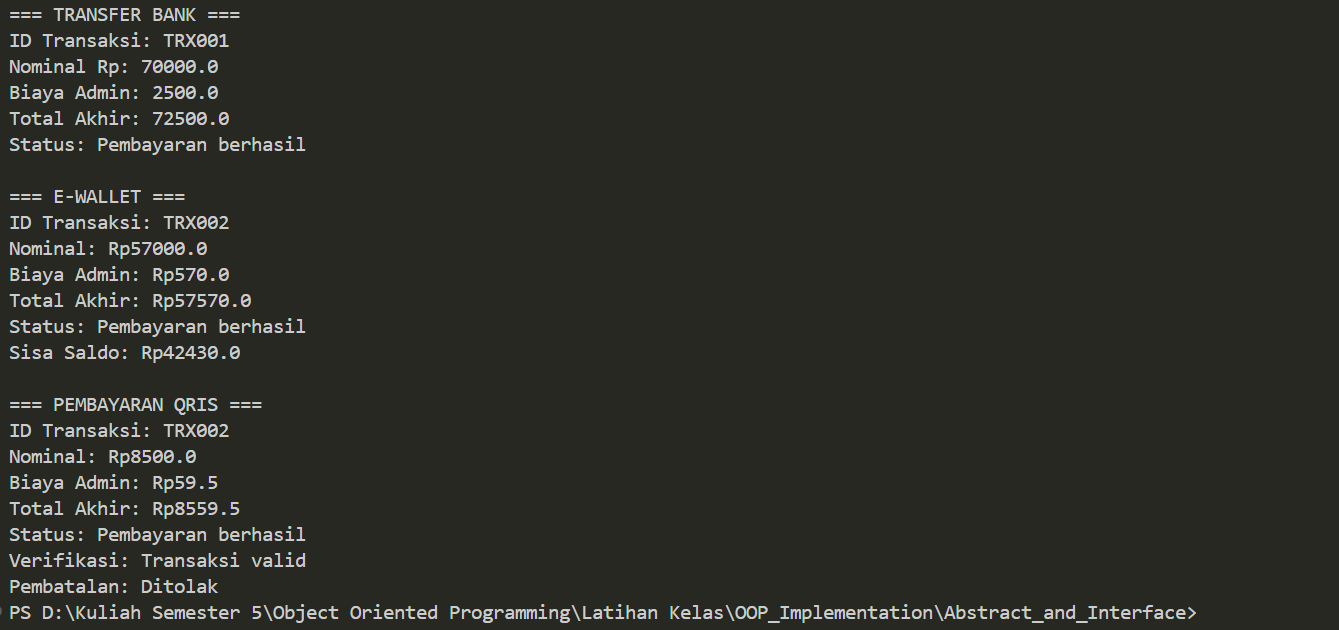 === TRANSFER BANK ===
ID Transaksi: TRX001
Nominal Rp: 70000.0
Biaya Admin: 2500.0
Total Akhir: 72500.0
Status: Pembayaran berhasil

=== E-WALLET ===
ID Transaksi: TRX002
Nominal: Rp57000.0
Biaya Admin: Rp570.0
Total Akhir: Rp57570.0
Status: Pembayaran berhasil
Sisa Saldo: Rp42430.0

=== PEMBAYARAN QRIS ===
ID Transaksi: TRX002
Nominal: Rp8500.0
Biaya Admin: Rp59.5
Total Akhir: Rp8559.5
Status: Pembayaran berhasil
Verifikasi: Transaksi valid
Pembatalan: Ditolak
PS D:\Kuliah Semester 5\Object Oriented Programming\Latihan Kelas\OOP_Implementation\Abstract_and_Interface>